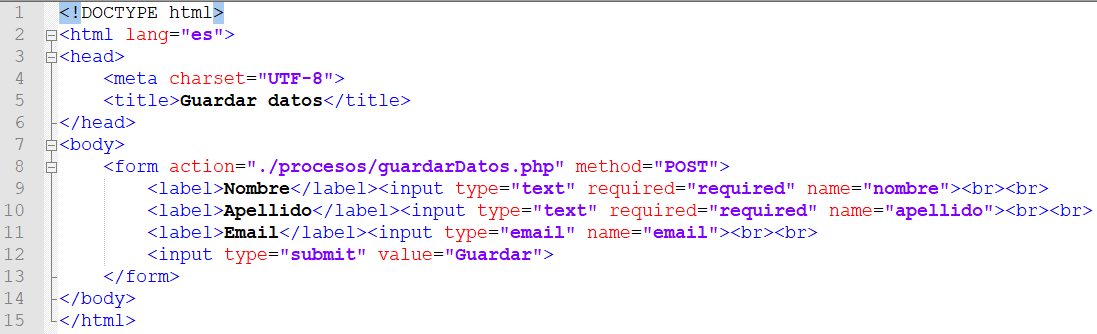 1 <!DOCTYPE html>
2 <html lang="es">
3 <head>
4 <meta charset="UTF-8">
5 <title>Guardar datos</title>
6 </head>
7 <body>
8 <form action="./procesos/guardarDatos.php" method="POST">
9 <label>Nombre</label><input type="text" required="required" name="nombre"><br><br>
10 <label>Apellido</label><input type="text" required="required" name="apellido"><br><br>
11 <label>Email</label><input type="email" name="email"><br><br>
12 <input type="submit" value="Guardar">
13 </form>
14 </body>
15 </html>